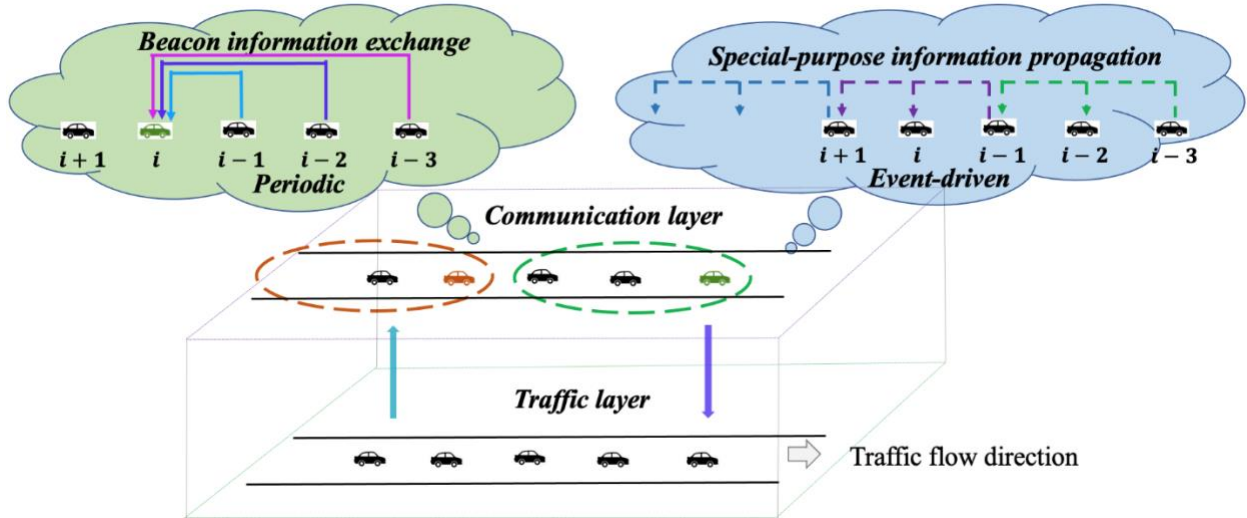 Beacon information exchange
i + 1 i i − 1 i − 2 i − 3
Periodic
Special-purpose information propagation
i + 1 i i − 1 i − 2 i − 3
Event-driven
Communication layer
Traffic layer
Traffic flow direction